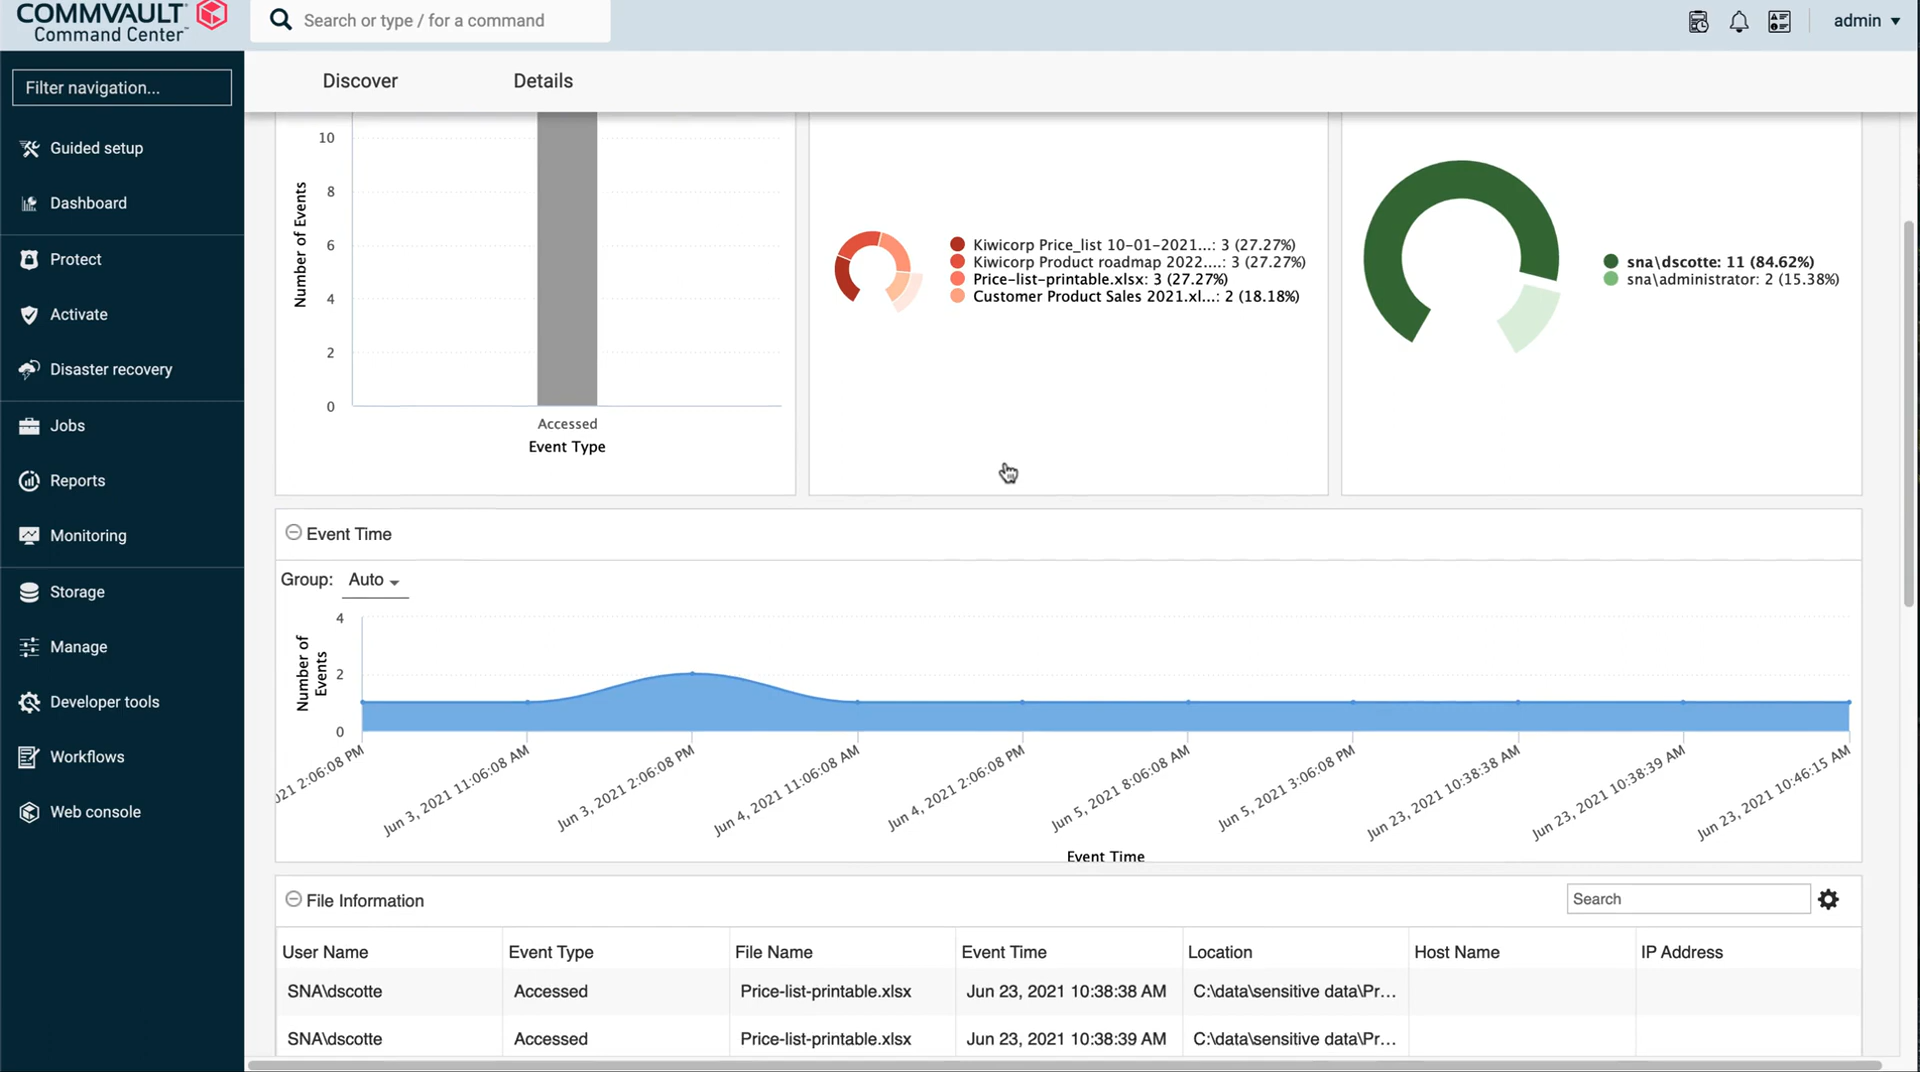 COMMVAULT
Command Center™
Search or type / for a command
admin
Filter navigation...
Guided setup
Dashboard
Protect
Activate
Disaster recovery
Jobs
Reports
Monitoring
Storage
Manage
Developer tools
Workflows
Web console
Discover
Details
Number of Events
10
8
6
4
2
0
Accessed
Event Type
Kiwicorp Price_list 10-01-2021...: 3 (27.27%)
Kiwicorp Product roadmap 2022....: 3 (27.27%)
Price-list-printable.xlsx: 3 (27.27%)
Customer Product Sales 2021.xl...: 2 (18.18%)
sna\dscotte: 11 (84.62%)
sna\administrator: 2 (15.38%)
Event Time
Group: Auto
Number of
Events
4
2
0
2:06:08 PM
Jun 3, 2021 11:06:08 AM
Jun 3, 2021 2:06:08 PM
Jun 4, 2021 11:06:08 AM
Jun 4, 2021 2:06:08 PM
Jun 5, 2021 8:06:08 AM
Jun 5, 2021 3:06:08 PM
Jun 23, 2021 10:38:38 AM
Jun 23, 2021 10:38:39 AM
Jun 23, 2021 10:46:15 AM
Event Time
File Information
Search
User Name Event Type File Name Event Time Location Host Name IP Address
SNA\dscotte Accessed Price-list-printable.xlsx Jun 23, 2021 10:38:38 AM C:\data\sensitive data\Pr...
SNA\dscotte Accessed Price-list-printable.xlsx Jun 23, 2021 10:38:39 AM C:\data\sensitive data\Pr...